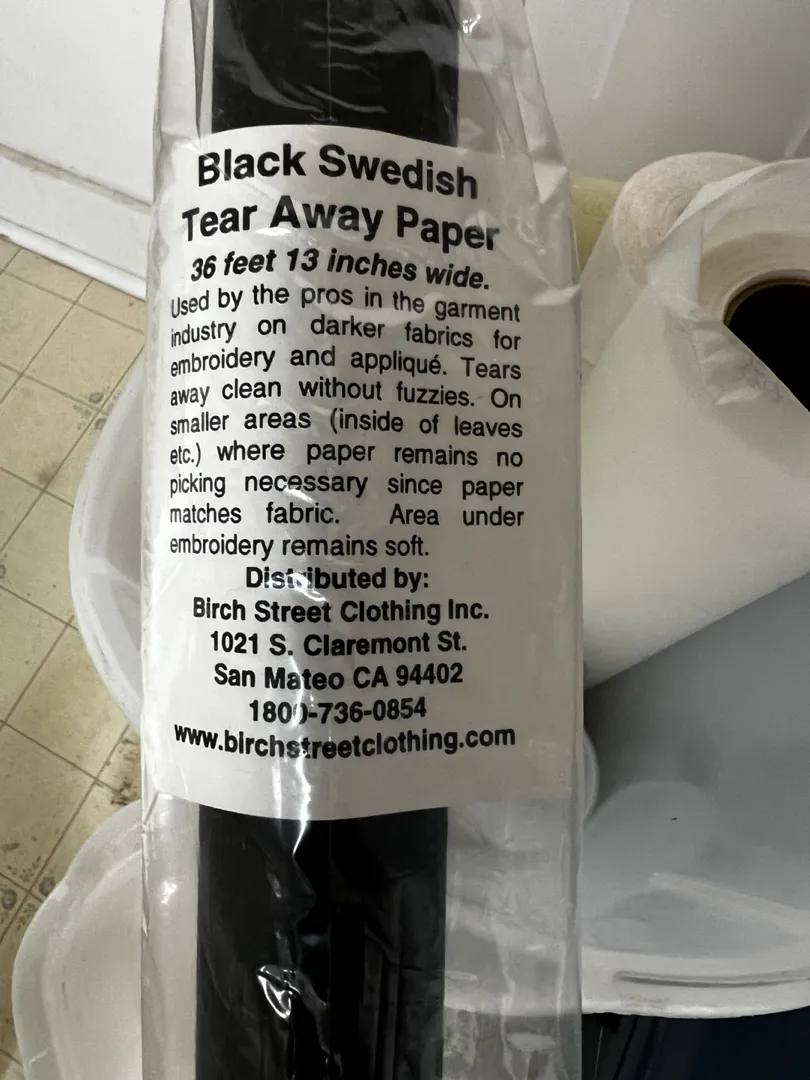 Black Swedish
Tear Away Paper
36 feet 13 inches wide.
Used by the pros in the garment
industry on darker fabrics for
embroidery and appliqué. Tears
away clean without fuzzies. On
smaller areas (inside of leaves
etc.) where paper remains no
picking necessary since paper
matches fabric. Area under
embroidery remains soft.
Distributed by:
Birch Street Clothing Inc.
1021 S. Claremont St.
San Mateo CA 94402
1800-736-0854
www.birchstreetclothing.com